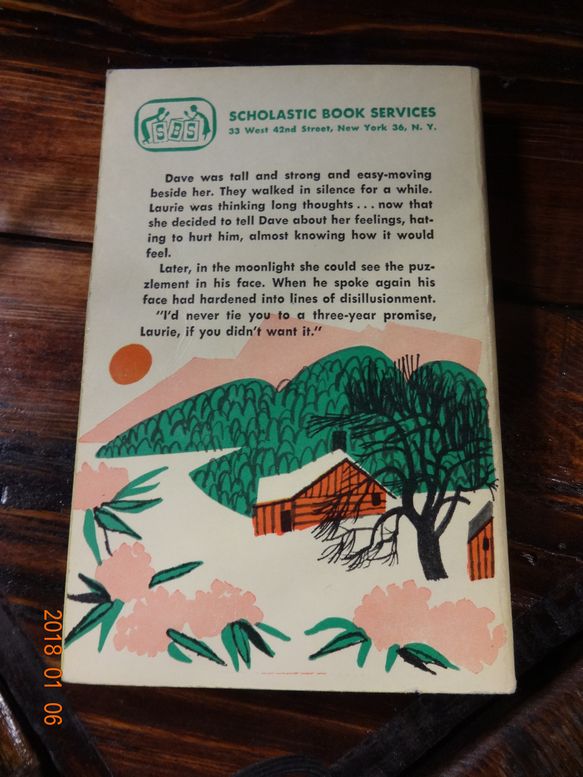 SBS
SCHOLASTIC BOOK SERVICES
33 West 42nd Street, New York 36, N. Y.
Dave was tall and strong and easy-moving
beside her. They walked in silence for a while.
Laurie was thinking long thoughts . . . now that
she decided to tell Dave about her feelings, hat-
ing to hurt him, almost knowing how it would
feel.
Later, in the moonlight she could see the puz-
zlement in his face. When he spoke again his
face had hardened into lines of disillusionment.
"I'd never tie you to a three-year promise,
Laurie, if you didn't want it."
2018 01 06